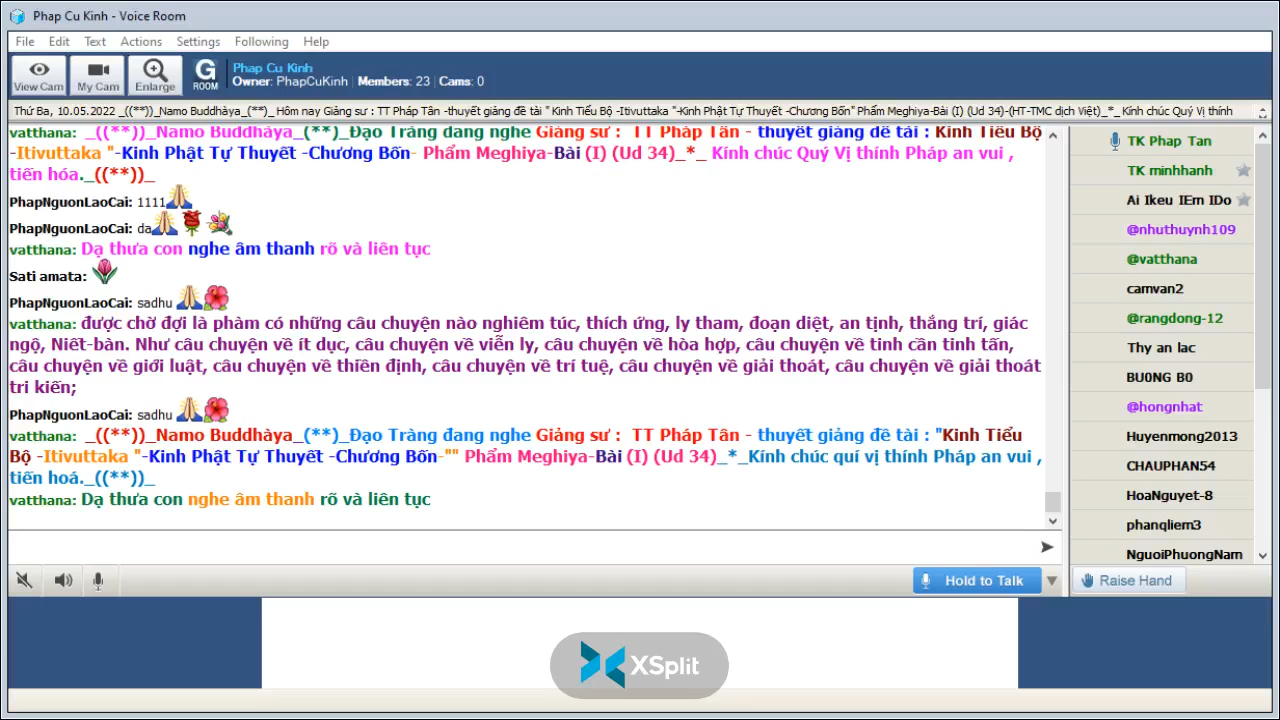 Phap Cu Kinh - Voice Room
File Edit Text Actions Settings Following Help
View Cam My Cam Enlarge G ROOM
Phap Cu Kinh
Owner: PhapCuKinh | Members: 23 | Cams: 0
Thứ Ba, 10.05.2022 _((**))_Namo Buddhàya_(**)_ Hôm nay Giảng sư : TT Pháp Tân -thuyết giảng đề tài " Kinh Tiểu Bộ -Itivuttaka "-Kinh Phật Tự Thuyết -Chương Bốn" Phẩm Meghiya-Bài (I) (Ud 34)-(HT-TMC dịch Việt)_*_ Kính chúc Quý Vị thính
vatthana: _((**))_Namo Buddhàya_(**)_Đạo Tràng đang nghe Giảng sư : TT Pháp Tân - thuyết giảng đề tài : Kinh Tiểu Bộ
-Itivuttaka "-Kinh Phật Tự Thuyết -Chương Bốn- Phẩm Meghiya-Bài (I) (Ud 34)_*_ Kính chúc Quý Vị thính Pháp an vui ,
tiến hóa._((**))_
PhapNguonLaoCai: 1111
PhapNguonLaoCai: da
vatthana: Dạ thưa con nghe âm thanh rõ và liên tục
Sati amata:
PhapNguonLaoCai: sadhu
vatthana: được chờ đợi là phàm có những câu chuyện nào nghiêm túc, thích ứng, ly tham, đoạn diệt, an tịnh, thắng trí, giác
ngộ, Niết-bàn. Như câu chuyện về ít dục, câu chuyện về viễn ly, câu chuyện về hòa hợp, câu chuyện về tinh cần tinh tấn,
câu chuyện về giới luật, câu chuyện về thiền định, câu chuyện về trí tuệ, câu chuyện về giải thoát, câu chuyện về giải thoát
tri kiến;
PhapNguonLaoCai: sadhu
vatthana: _((**))_Namo Buddhàya_(**)_Đạo Tràng đang nghe Giảng sư : TT Pháp Tân - thuyết giảng đề tài : "Kinh Tiểu
Bộ -Itivuttaka "-Kinh Phật Tự Thuyết -Chương Bốn-"" Phẩm Meghiya-Bài (I) (Ud 34)_*_Kính chúc quí vị thính Pháp an vui ,
tiến hoá._((**))_
vatthana: Dạ thưa con nghe âm thanh rõ và liên tục
TK Phap Tan
TK minhhanh
Ai Ikeu IEm IDo
@nhuthuynh109
@vatthana
camvan2
@rangdong-12
Thy an lac
BU0NG B0
@hongnhat
Huyenmong2013
CHAUPHAN54
HoaNguyet-8
phanqliem3
NguoiPhuongNam
Hold to Talk
Raise Hand
XSplit